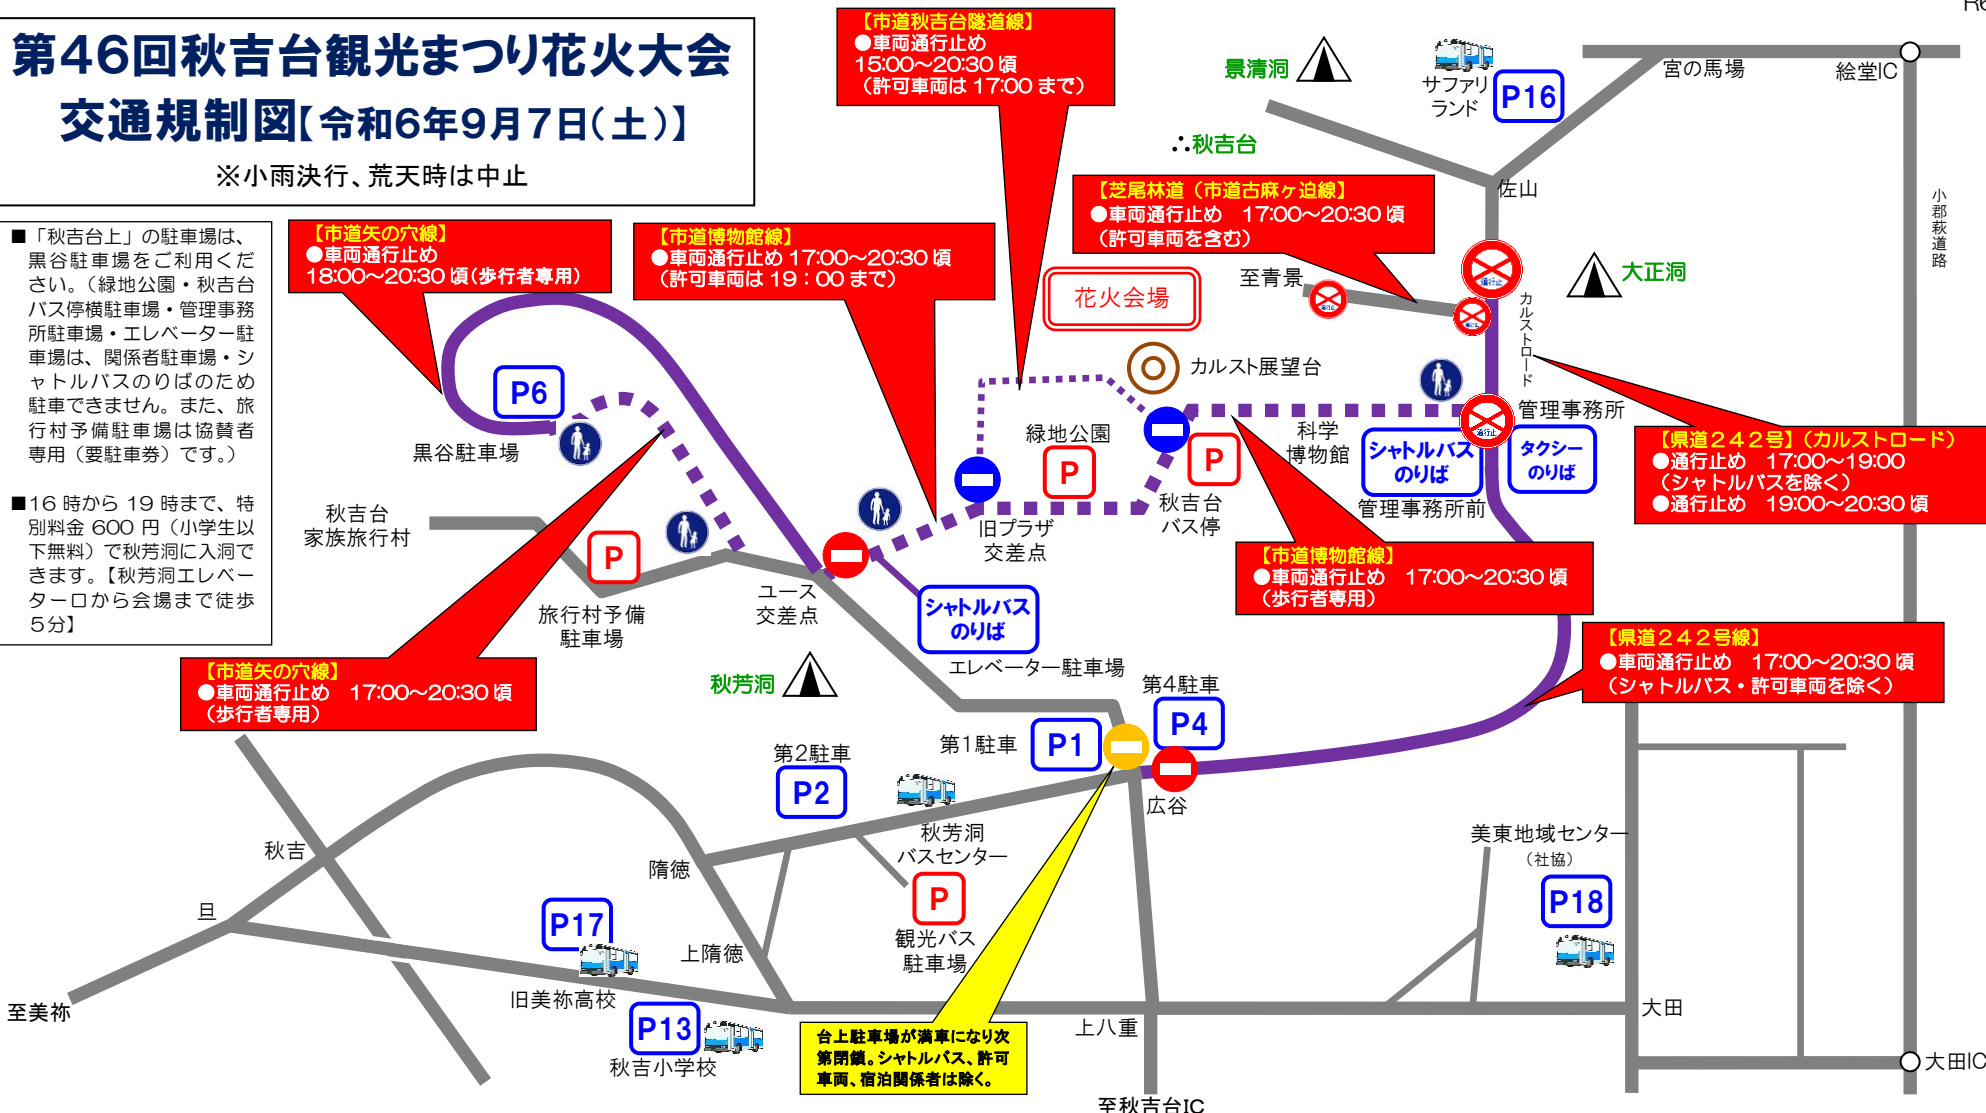 R6
第46回秋吉台観光まつり花火大会
交通規制図【令和6年9月7日(土)】
※小雨決行、荒天時は中止
■「秋吉台上」の駐車場は、
黒谷駐車場をご利用くだ
さい。（緑地公園・秋吉台
バス停横駐車場・管理事務
所駐車場・エレベーター駐
車場は、関係者駐車場・シ
ャトルバスのりばのため
駐車できません。また、旅
行村予備駐車場は協賛者
専用（要駐車券）です。）
■16 時から 19 時まで、特
別料金 600 円（小学生以
下無料）で秋芳洞に入洞で
きます。【秋芳洞エレベー
ター口から会場まで徒歩
5分】
【市道秋吉台隧道線】
●車両通行止め
15:00～20:30 頃
（許可車両は 17:00 まで）
【市道矢の穴線】
●車両通行止め
18:00～20:30 頃(歩行者専用)
【市道博物館線】
●車両通行止め 17:00～20:30 頃
（許可車両は 19：00 まで）
【芝尾林道（市道古麻ヶ迫線】
●車両通行止め　17:00～20:30 頃
（許可車両を含む）
景清洞
サファリ
ランド
P16
宮の馬場
絵堂IC
∴秋吉台
佐山
小郡萩道路
花火会場
至青景
通行止
通行止
大正洞
カルストロード
カルスト展望台
P6
黒谷駐車場
緑地公園
P
P
秋吉台
バス停
科学
博物館
シャトルバス
のりば
管理事務所前
通行止
管理事務所
タクシー
のりば
【県道２４２号】（カルストロード）
●通行止め　17:00～19:00
（シャトルバスを除く）
●通行止め　19:00～20:30 頃
秋吉台
家族旅行村
P
旅行村予備
駐車場
ユース
交差点
旧プラザ
交差点
シャトルバス
のりば
エレベーター駐車場
【市道博物館線】
●車両通行止め　17:00～20:30 頃
（歩行者専用）
【県道２４２号線】
●車両通行止め　17:00～20:30 頃
（シャトルバス・許可車両を除く）
【市道矢の穴線】
●車両通行止め　17:00～20:30 頃
（歩行者専用）
秋芳洞
第4駐車
P4
第1駐車
P1
第2駐車
P2
広谷
秋芳洞
バスセンター
P
観光バス
駐車場
美東地域センター
（社協）
P18
秋吉
隋徳
旦
P17
旧美祢高校
上隋徳
至美祢
P13
秋吉小学校
台上駐車場が満車になり次
第閉鎖。シャトルバス、許可
車両、宿泊関係者は除く。
上八重
大田
大田IC
至秋吉台IC